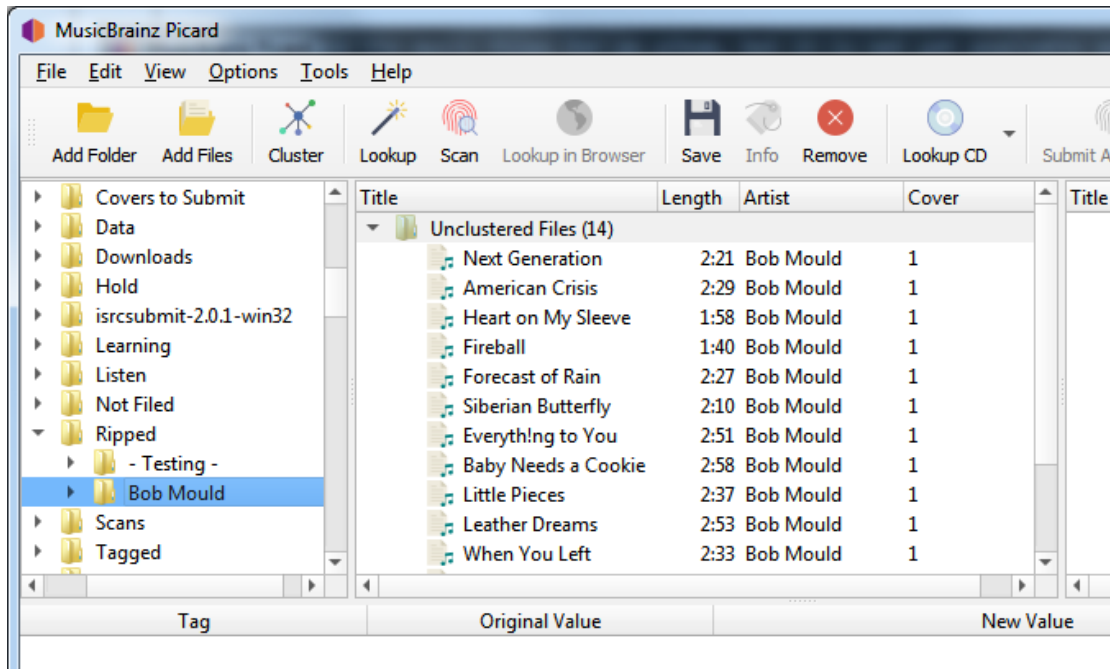 MusicBrainz Picard
File Edit View Options Tools Help
Add Folder Add Files Cluster Lookup Scan Lookup in Browser Save Info Remove Lookup CD Submit A
Covers to Submit
Data
Downloads
Hold
isrcsubmit-2.0.1-win32
Learning
Listen
Not Filed
Ripped
- Testing -
Bob Mould
Scans
Tagged
Title Length Artist Cover
Unclustered Files (14)
Next Generation 2:21 Bob Mould 1
American Crisis 2:29 Bob Mould 1
Heart on My Sleeve 1:58 Bob Mould 1
Fireball 1:40 Bob Mould 1
Forecast of Rain 2:27 Bob Mould 1
Siberian Butterfly 2:10 Bob Mould 1
Everyth!ng to You 2:51 Bob Mould 1
Baby Needs a Cookie 2:58 Bob Mould 1
Little Pieces 2:37 Bob Mould 1
Leather Dreams 2:53 Bob Mould 1
When You Left 2:33 Bob Mould 1
Title
Tag Original Value New Value